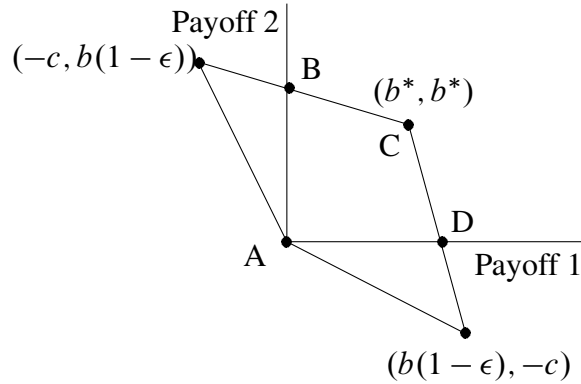 Payoff 2
(−c, b(1 − ϵ))
B
(b*, b*)
C
D
A
Payoff 1
(b(1 − ϵ), −c)